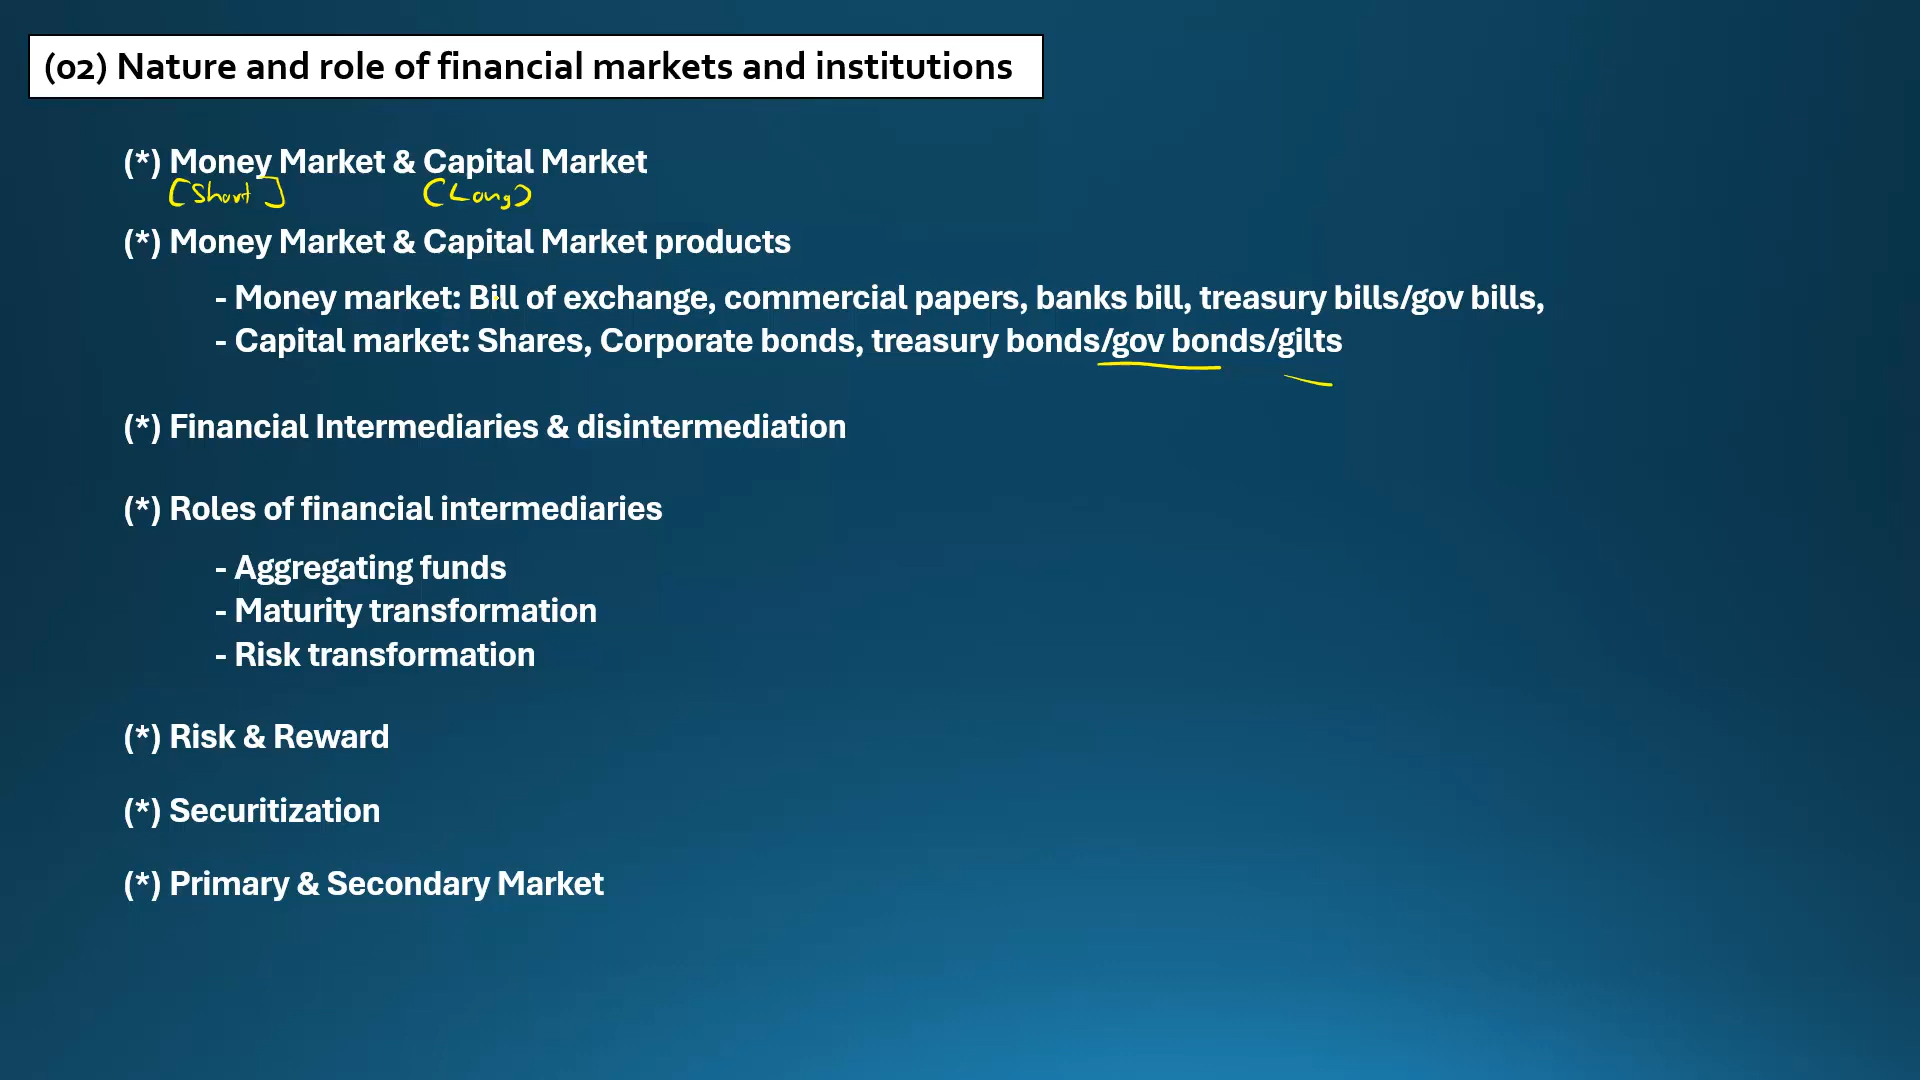 (02) Nature and role of financial markets and institutions
(*) Money Market & Capital Market
[Short] (Long)
(*) Money Market & Capital Market products
- Money market: Bill of exchange, commercial papers, banks bill, treasury bills/gov bills,
- Capital market: Shares, Corporate bonds, treasury bonds/gov bonds/gilts
(*) Financial Intermediaries & disintermediation
(*) Roles of financial intermediaries
- Aggregating funds
- Maturity transformation
- Risk transformation
(*) Risk & Reward
(*) Securitization
(*) Primary & Secondary Market